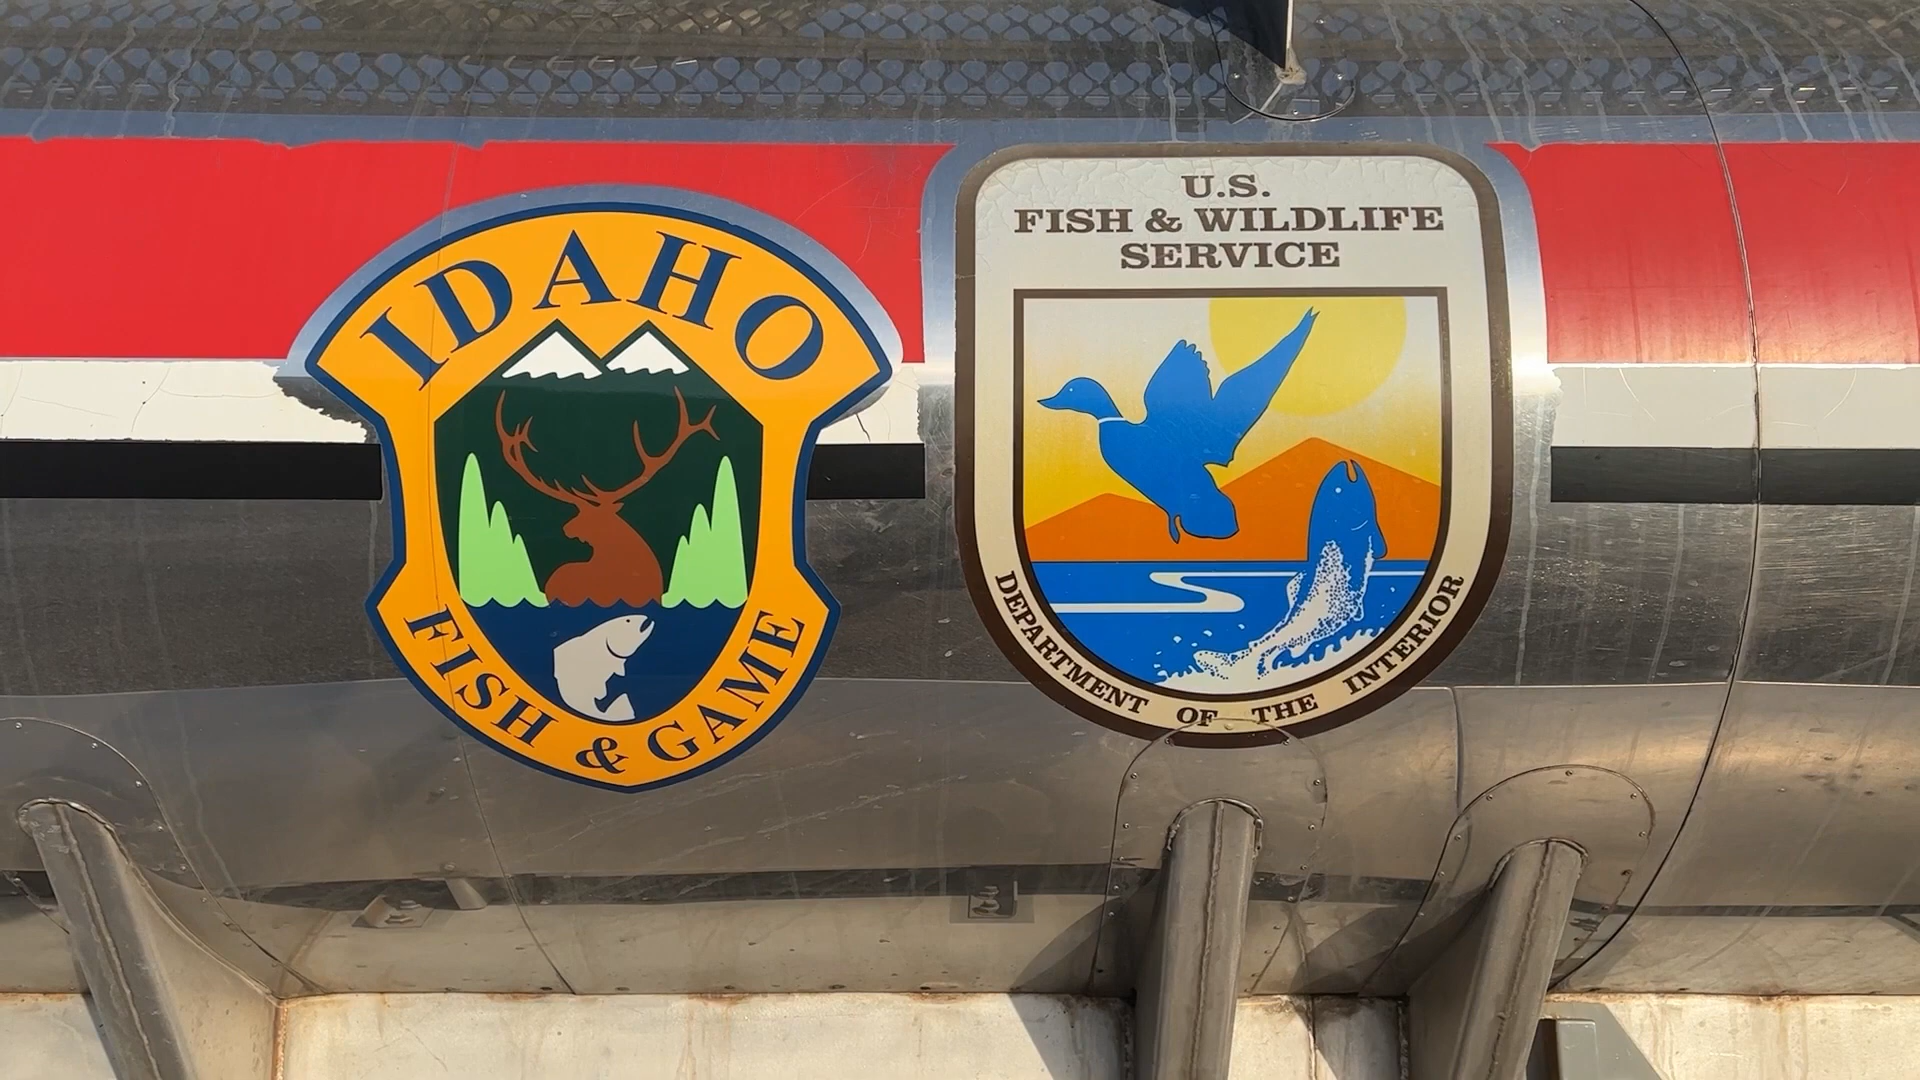 IDAHO
FISH & GAME
U.S.
FISH & WILDLIFE
SERVICE
DEPARTMENT OF THE INTERIOR